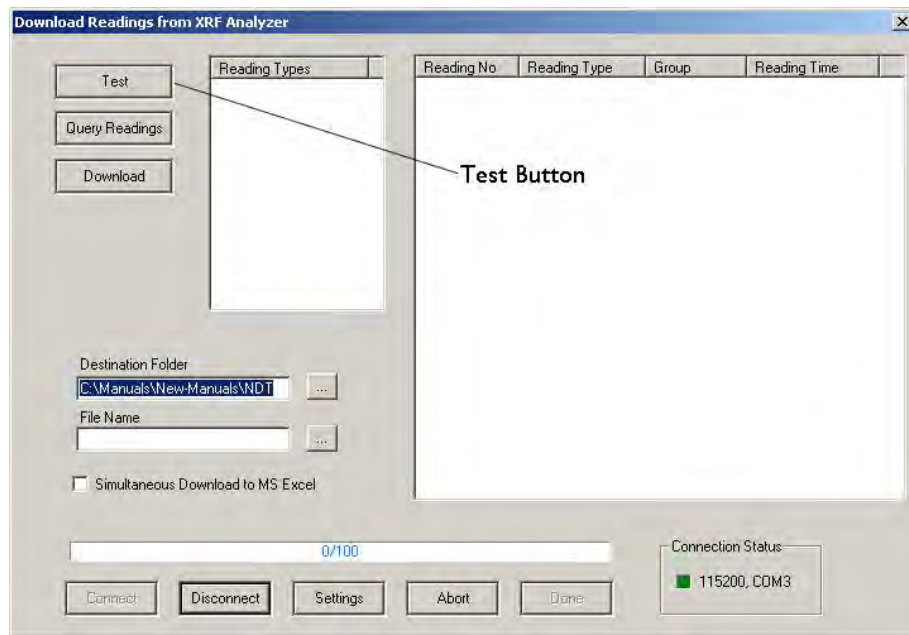 Download Readings from XRF Analyzer
Test
Query Readings
Download
Reading Types
Reading No Reading Type Group Reading Time
Test Button
Destination Folder
C:\Manuals\New-Manuals\NDT
...
File Name
...
Simultaneous Download to MS Excel
0/100
Connection Status
115200, COM3
Connect Disconnect Settings Abort Done